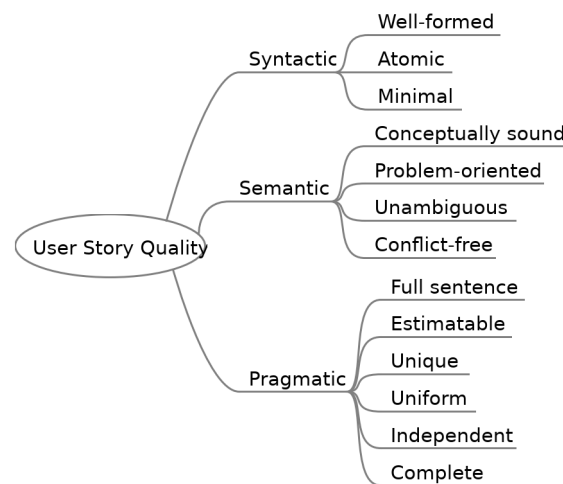 User Story Quality
Syntactic
Well-formed
Atomic
Minimal
Semantic
Conceptually sound
Problem-oriented
Unambiguous
Conflict-free
Pragmatic
Full sentence
Estimatable
Unique
Uniform
Independent
Complete